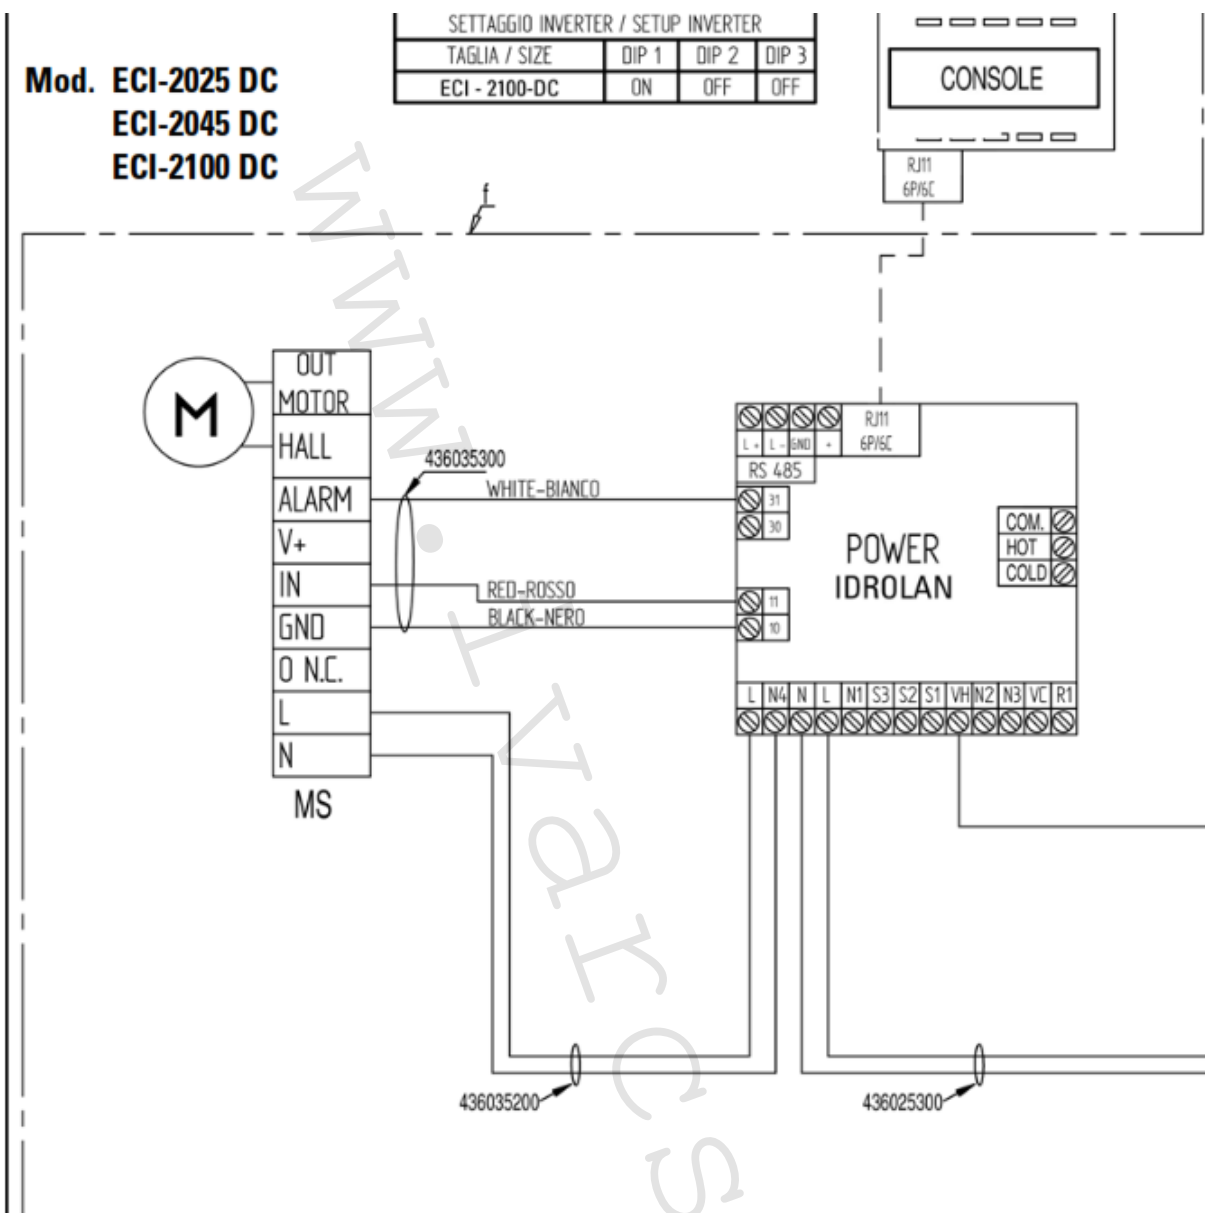 SETTAGGIO INVERTER / SETUP INVERTER
TAGLIA / SIZE DIP 1 DIP 2 DIP 3
ECI - 2100-DC ON OFF OFF
Mod. ECI-2025 DC
ECI-2045 DC
ECI-2100 DC
CONSOLE
RJ11
6P/6C
f
M
OUT
MOTOR
HALL
ALARM
V+
IN
GND
O N.C.
L
N
MS
436035300
WHITE-BIANCO
RED-ROSSO
BLACK-NERO
L + L - GND +
RJ11
6P/6C
RS 485
31
30
11
10
POWER
IDROLAN
COM.
HOT
COLD
L N4 N L N1 S3 S2 S1 VH N2 N3 VC R1
436035200
436025300
www.ivarcs